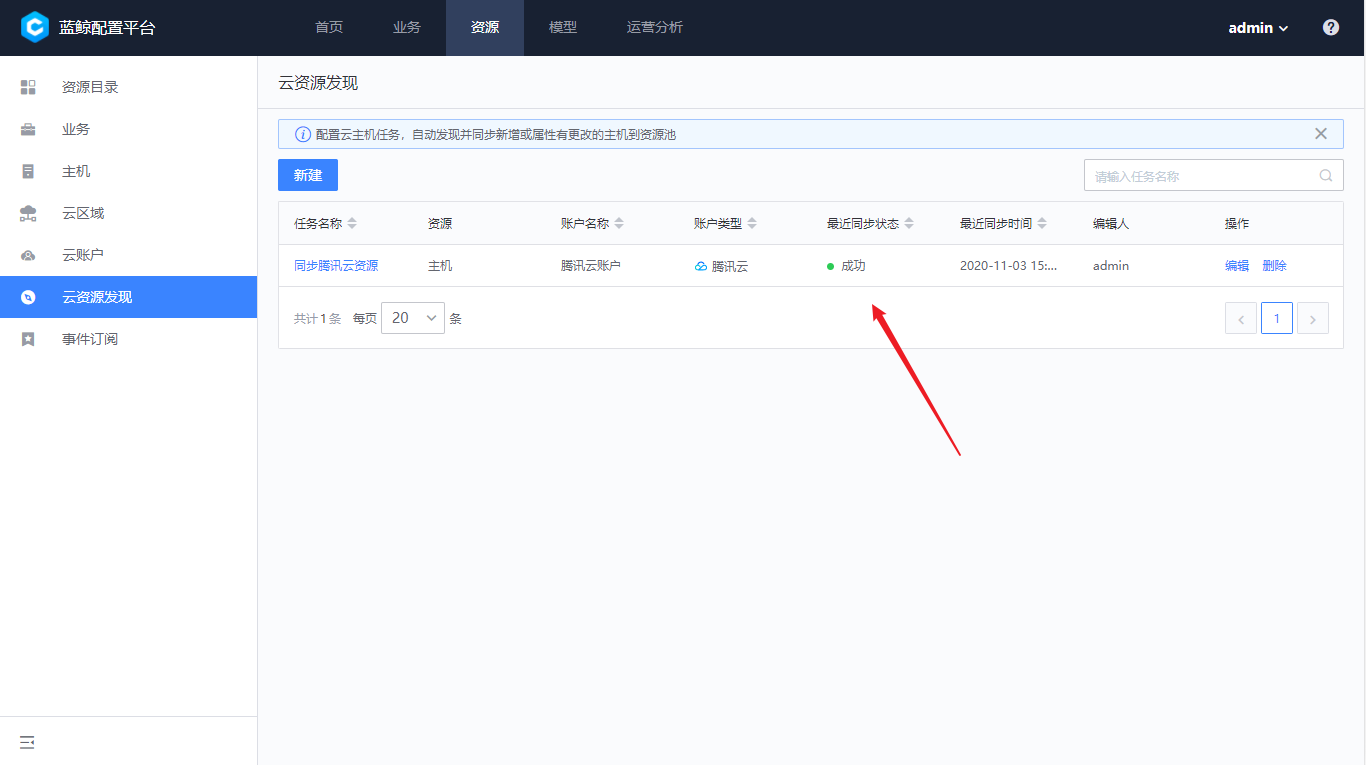 蓝鲸配置平台 首页 业务 资源 模型 运营分析 admin
资源目录
业务
主机
云区域
云账户
云资源发现
事件订阅
云资源发现
配置云主机任务，自动发现并同步新增或属性有更改的主机到资源池
新建 请输入任务名称
任务名称 资源 账户名称 账户类型 最近同步状态 最近同步时间 编辑人 操作
同步腾讯云资源 主机 腾讯云账户 腾讯云 成功 2020-11-03 15:... admin 编辑 删除
共计 1 条 每页 20 条 1